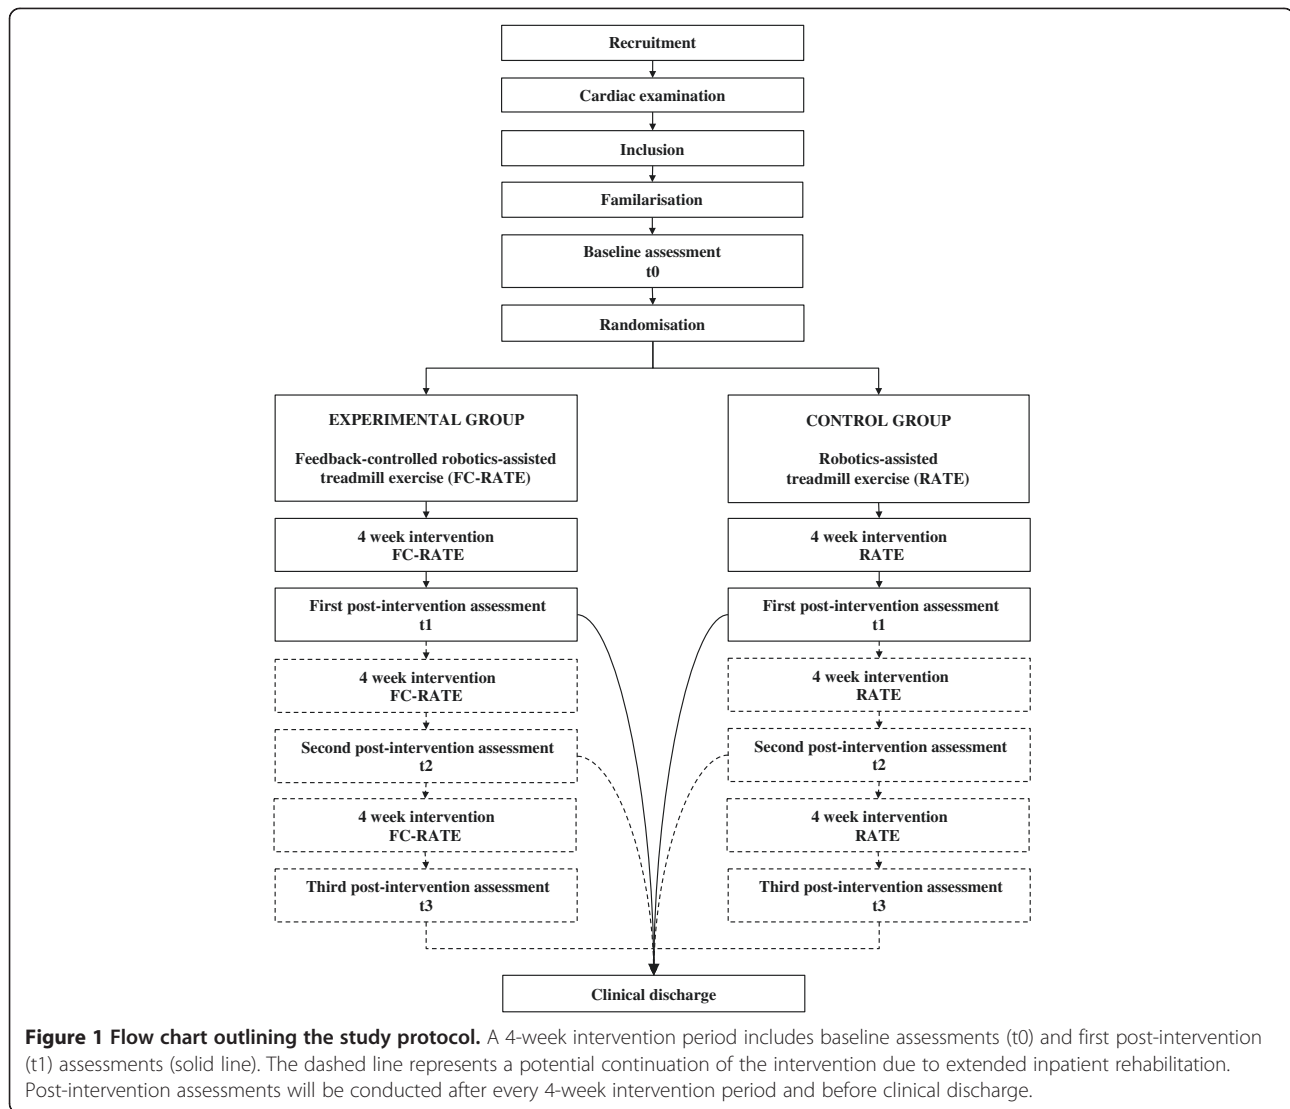 Recruitment
Cardiac examination
Inclusion
Familarisation
Baseline assessment
t0
Randomisation
EXPERIMENTAL GROUP
Feedback-controlled robotics-assisted
treadmill exercise (FC-RATE)
4 week intervention
FC-RATE
First post-intervention assessment
t1
4 week intervention
FC-RATE
Second post-intervention assessment
t2
4 week intervention
FC-RATE
Third post-intervention assessment
t3
CONTROL GROUP
Robotics-assisted
treadmill exercise (RATE)
4 week intervention
RATE
First post-intervention assessment
t1
4 week intervention
RATE
Second post-intervention assessment
t2
4 week intervention
RATE
Third post-intervention assessment
t3
Clinical discharge
Figure 1 Flow chart outlining the study protocol. A 4-week intervention period includes baseline assessments (t0) and first post-intervention
(t1) assessments (solid line). The dashed line represents a potential continuation of the intervention due to extended inpatient rehabilitation.
Post-intervention assessments will be conducted after every 4-week intervention period and before clinical discharge.